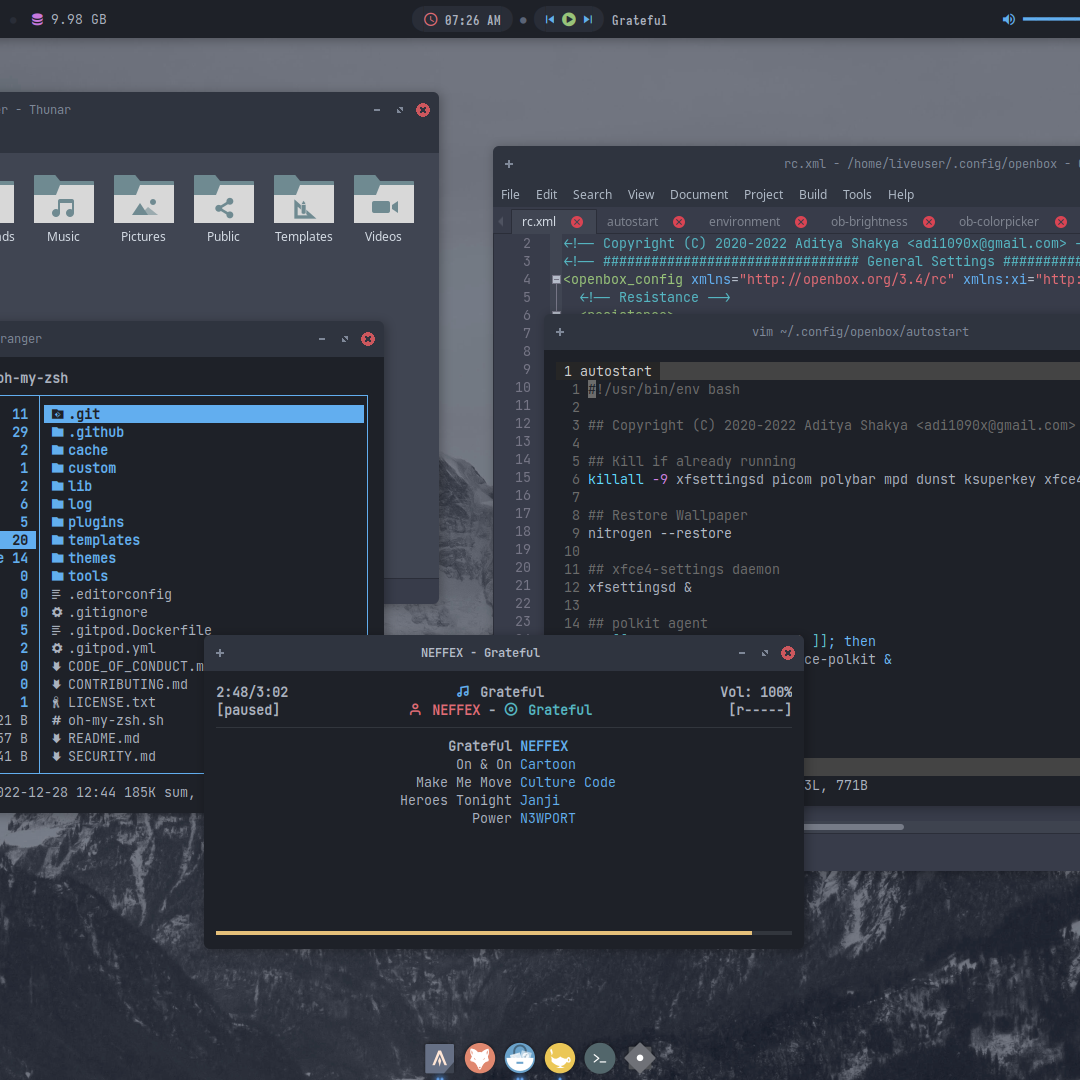 9.98 GB
07:26 AM
Grateful
- Thunar
Music
Pictures
Public
Templates
Videos
rc.xml - /home/liveuser/.config/openbox -
File Edit Search View Document Project Build Tools Help
rc.xml autostart environment ob-brightness ob-colorpicker
2 <!-- Copyright (C) 2020-2022 Aditya Shakya <adi1090x@gmail.com>
3 <!-- ################################ General Settings ##########
4 <openbox_config xmlns="http://openbox.org/3.4/rc" xmlns:xi="http:
5 <!-- Resistance -->
6 <resistance>
7
8
9
10
11
12
13
14
15
16
17
18
19
20
21
22
23
ranger
oh-my-zsh
11 .git
29 .github
2 cache
1 custom
2 lib
6 log
5 plugins
20 templates
14 themes
0 tools
0 .editorconfig
0 .gitignore
5 .gitpod.Dockerfile
2 .gitpod.yml
0 CODE_OF_CONDUCT.m
0 CONTRIBUTING.md
1 LICENSE.txt
21 B # oh-my-zsh.sh
57 B README.md
41 B SECURITY.md
022-12-28 12:44 185K sum,
vim ~/.config/openbox/autostart
1 autostart
1 #!/usr/bin/env bash
2
3 ## Copyright (C) 2020-2022 Aditya Shakya <adi1090x@gmail.com>
4
5 ## Kill if already running
6 killall -9 xfsettingsd picom polybar mpd dunst ksuperkey xfce4
7
8 ## Restore Wallpaper
9 nitrogen --restore
10
11 ## xfce4-settings daemon
12 xfsettingsd &
13
14 ## polkit agent
]]; then
ce-polkit &
3L, 771B
NEFFEX - Grateful
2:48/3:02 Grateful Vol: 100%
[paused] NEFFEX - Grateful [r-----]
Grateful NEFFEX
On & On Cartoon
Make Me Move Culture Code
Heroes Tonight Janji
Power N3WPORT
>_